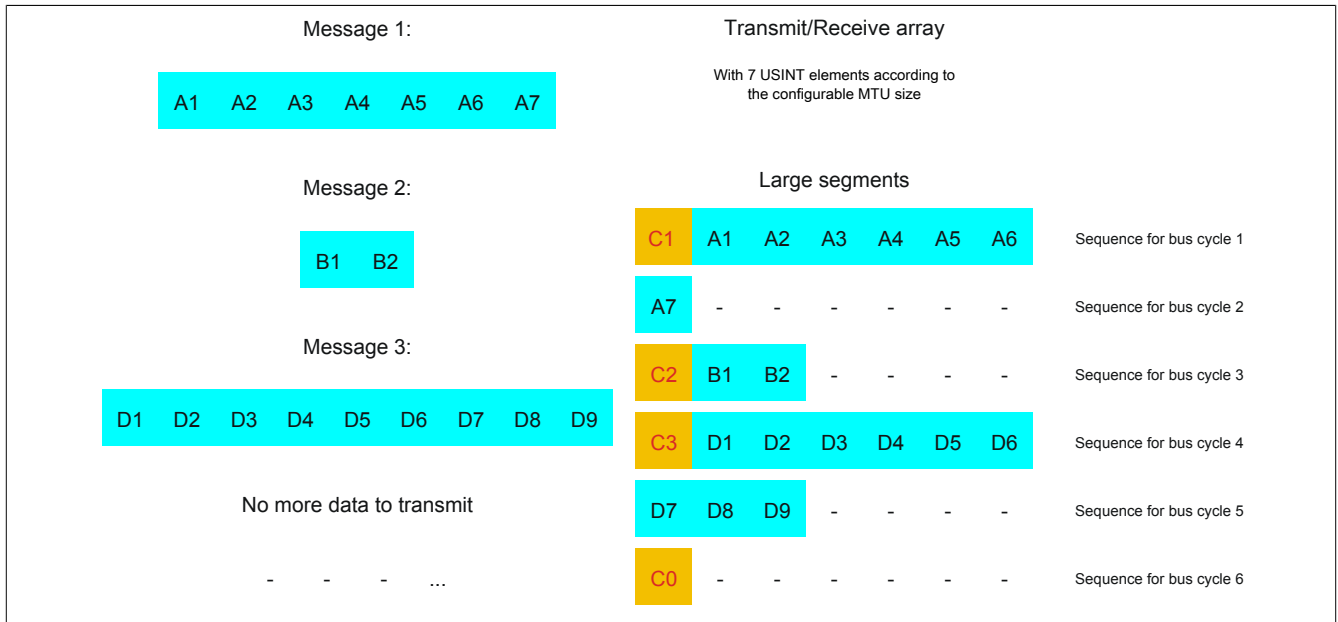 Message 1:
A1 A2 A3 A4 A5 A6 A7
Message 2:
B1 B2
Message 3:
D1 D2 D3 D4 D5 D6 D7 D8 D9
No more data to transmit
- - - ...
Transmit/Receive array
With 7 USINT elements according to
the configurable MTU size
Large segments
C1 A1 A2 A3 A4 A5 A6 Sequence for bus cycle 1
A7 - - - - - - Sequence for bus cycle 2
C2 B1 B2 - - - - Sequence for bus cycle 3
C3 D1 D2 D3 D4 D5 D6 Sequence for bus cycle 4
D7 D8 D9 - - - - Sequence for bus cycle 5
C0 - - - - - - Sequence for bus cycle 6